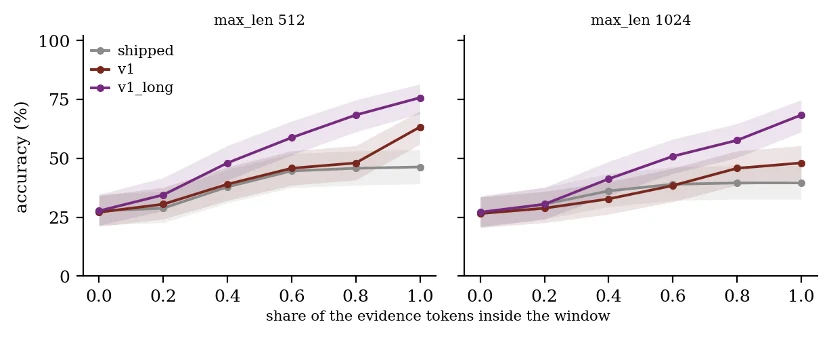 max_len 512
max_len 1024
shipped
v1
v1_long
accuracy (%)
100
75
50
25
0
0.0 0.2 0.4 0.6 0.8 1.0
0.0 0.2 0.4 0.6 0.8 1.0
share of the evidence tokens inside the window